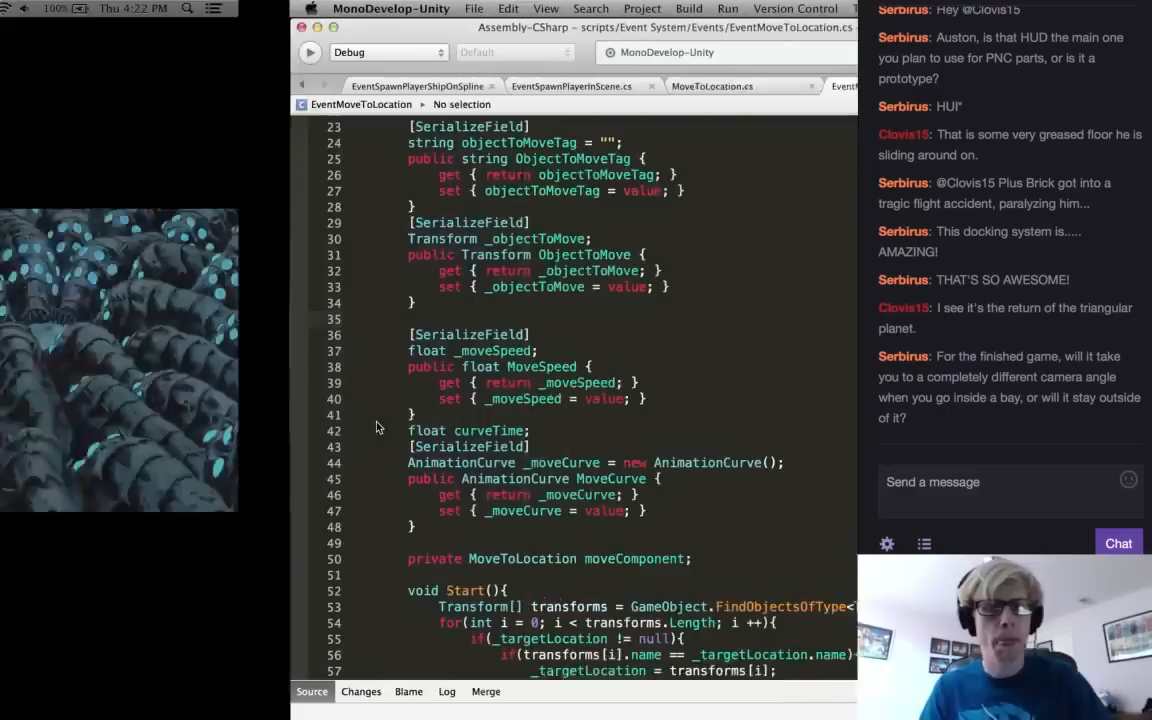 100% Thu 4:22 PM
MonoDevelop-Unity File Edit View Search Project Build Run Version Control
Assembly-CSharp – scripts/Event System/Events/EventMoveToLocation.cs –
Debug Default MonoDevelop-Unity
EventSpawnPlayerShipOnSpline × EventSpawnPlayerInScene.cs × MoveToLocation.cs
EventMoveToLocation ▸ No selection
23 [SerializeField]
24 string objectToMoveTag = "";
25 public string ObjectToMoveTag {
26 get { return objectToMoveTag; }
27 set { objectToMoveTag = value; }
28 }
29 [SerializeField]
30 Transform _objectToMove;
31 public Transform ObjectToMove {
32 get { return _objectToMove; }
33 set { _objectToMove = value; }
34 }
35
36 [SerializeField]
37 float _moveSpeed;
38 public float MoveSpeed {
39 get { return _moveSpeed; }
40 set { _moveSpeed = value; }
41 }
42 float curveTime;
43 [SerializeField]
44 AnimationCurve _moveCurve = new AnimationCurve();
45 public AnimationCurve MoveCurve {
46 get { return _moveCurve; }
47 set { _moveCurve = value; }
48 }
49
50 private MoveToLocation moveComponent;
51
52 void Start(){
53 Transform[] transforms = GameObject.FindObjectsOfType<
54 for(int i = 0; i < transforms.Length; i ++){
55 if(_targetLocation != null){
56 if(transforms[i].name == _targetLocation.name)
57 _targetLocation = transforms[i];
Source Changes Blame Log Merge
Serbirus: Hey @Clovis15
Serbirus: Auston, is that HUD the main one
you plan to use for PNC parts, or is it a
prototype?
Serbirus: HUI*
Clovis15: That is some very greased floor he is
sliding around on.
Serbirus: @Clovis15 Plus Brick got into a
tragic flight accident, paralyzing him...
Serbirus: This docking system is.....
AMAZING!
Serbirus: THAT'S SO AWESOME!
Clovis15: I see it's the return of the triangular
planet.
Serbirus: For the finished game, will it take
you to a completely different camera angle
when you go inside a bay, or will it stay outside
of it?
Send a message
Chat